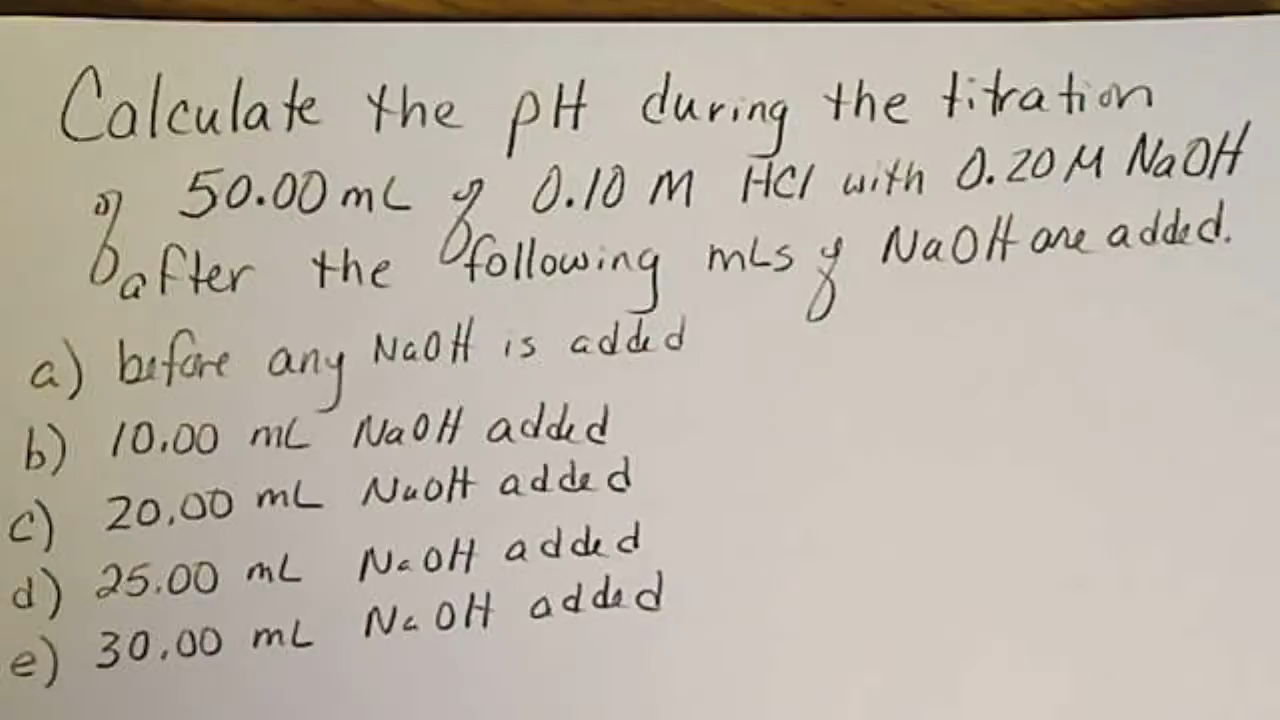 Calculate the pH during the titration
of 50.00 mL of 0.10 M HCl with 0.20 M NaOH
after the following mLs of NaOH are added.
a) before any NaOH is added
b) 10.00 mL NaOH added
c) 20.00 mL NaOH added
d) 25.00 mL NaOH added
e) 30.00 mL NaOH added